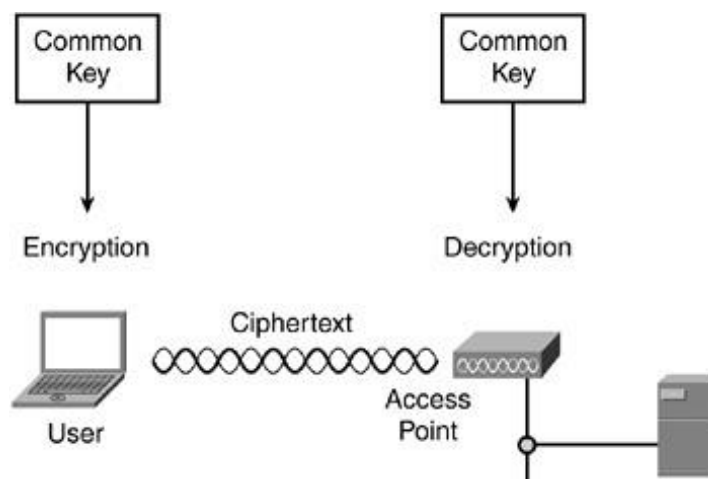 Common
Key
Common
Key
Encryption
Decryption
Ciphertext
User
Access
Point